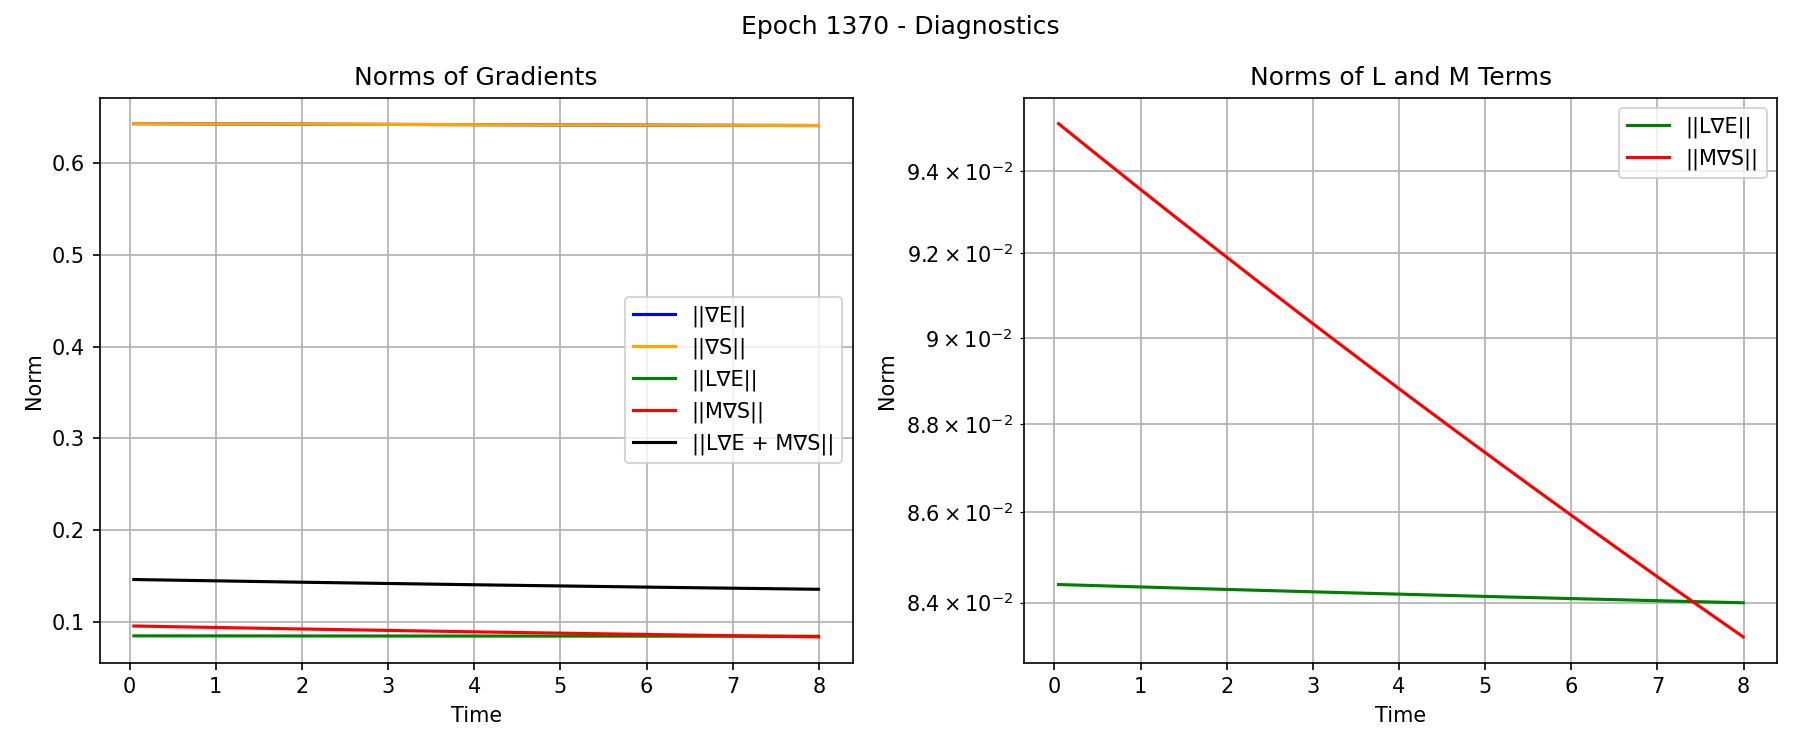 Epoch 1370 - Diagnostics
Norms of Gradients
Norm
0.6
0.5
0.4
0.3
0.2
0.1
||∇E||
||∇S||
||L∇E||
||M∇S||
||L∇E + M∇S||
0 1 2 3 4 5 6 7 8
Time
Norms of L and M Terms
Norm
9.4 × 10⁻²
9.2 × 10⁻²
9 × 10⁻²
8.8 × 10⁻²
8.6 × 10⁻²
8.4 × 10⁻²
||L∇E||
||M∇S||
0 1 2 3 4 5 6 7 8
Time